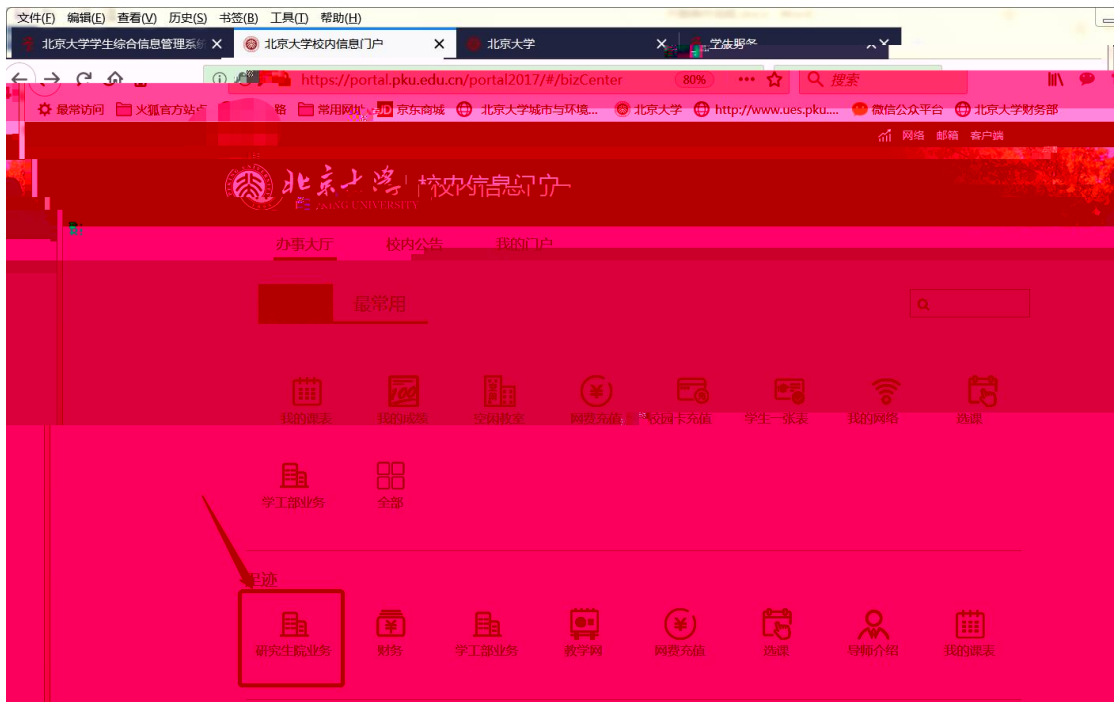 文件(F) 编辑(E) 查看(V) 历史(S) 书签(B) 工具(T) 帮助(H)
北京大学学生综合信息管理系统 北京大学校内信息门户 北京大学 学生服务
https://portal.pku.edu.cn/portal2017/#/bizCenter 80% 搜索
最常访问 火狐官方站点 常用网址 JD 京东商城 北京大学城市与环境... 北京大学 http://www.ues.pku.... 微信公众平台 北京大学财务部
网络 邮箱 客户端
北京大学 校内信息门户
PEKING UNIVERSITY
办事大厅 校内公告 我的门户
最常用
我的课表 我的成绩 空闲教室 网费充值 校园卡充值 学生一张表 我的网络 选课
学工部业务 全部
足迹
研究生院业务 财务 学工部业务 教学网 网费充值 选课 导师介绍 我的课表